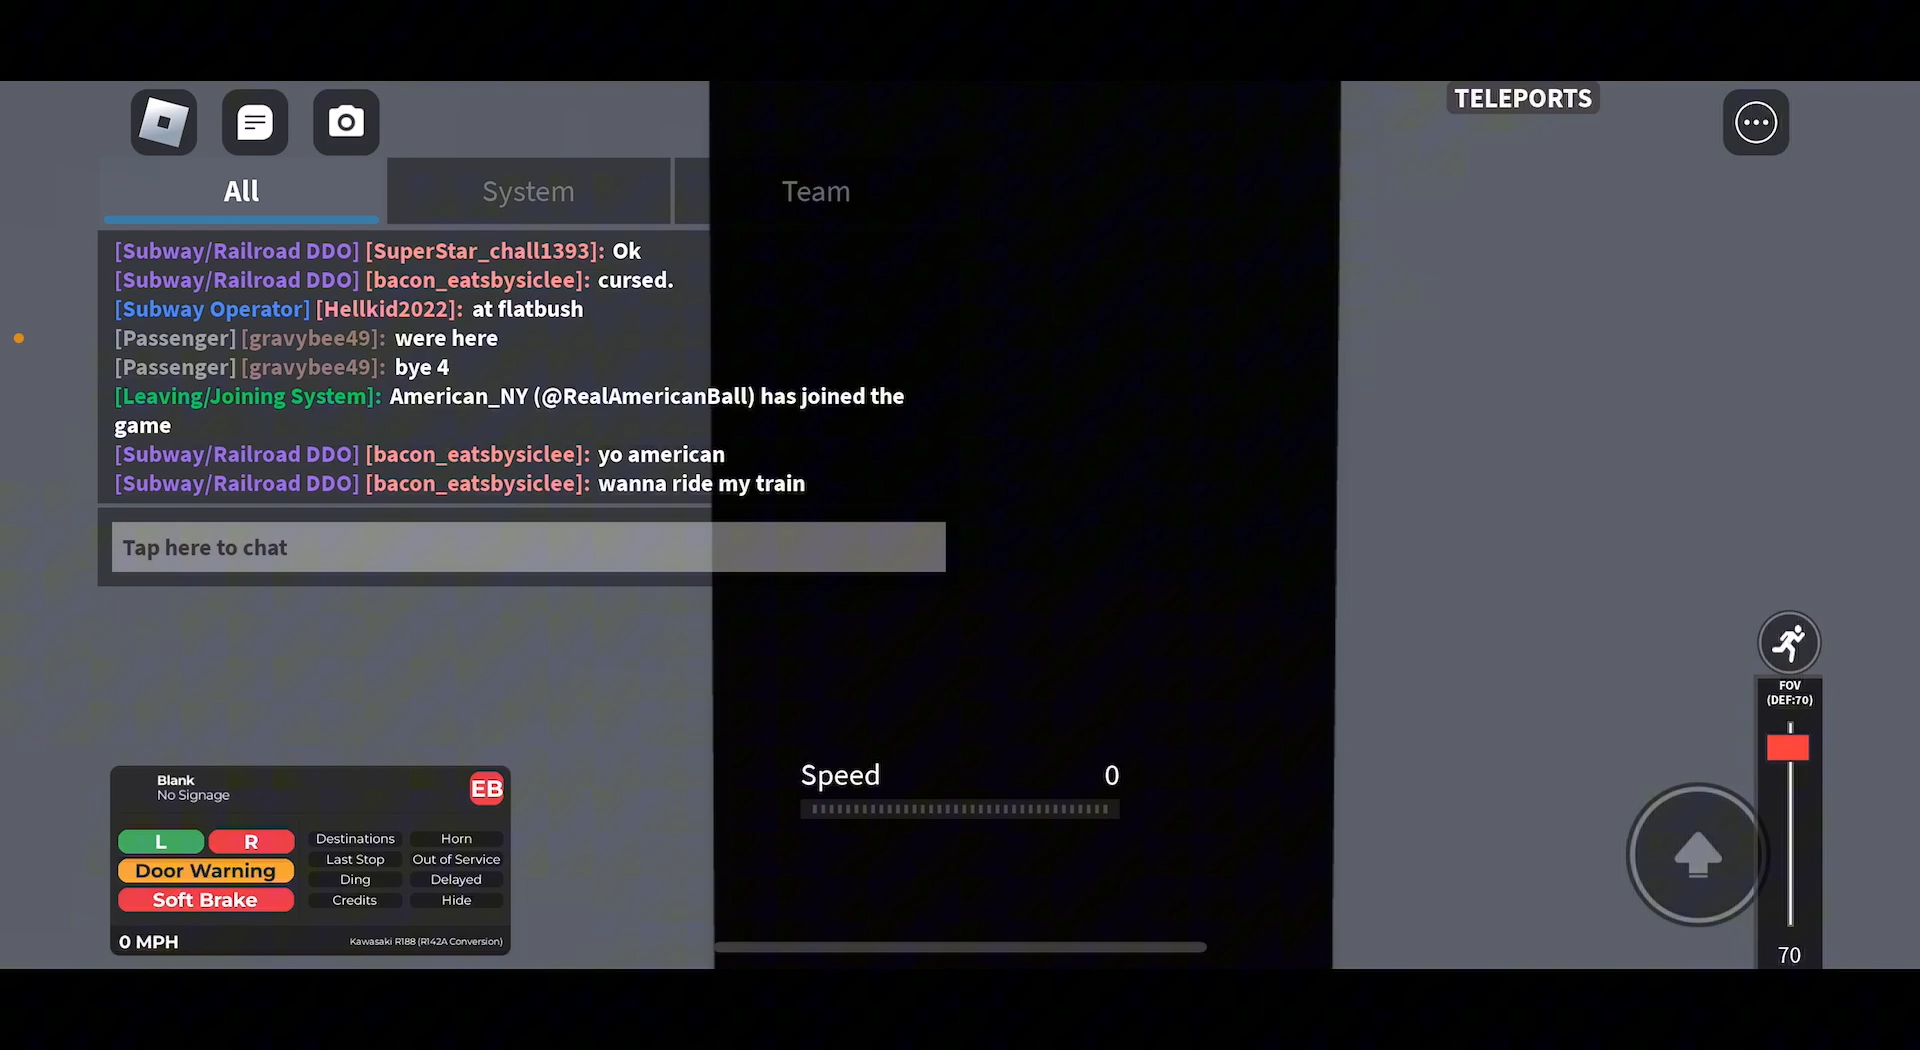 TELEPORTS
All
System
Team
[Subway/Railroad DDO] [SuperStar_chall1393]: Ok
[Subway/Railroad DDO] [bacon_eatsbysiclee]: cursed.
[Subway Operator] [Hellkid2022]: at flatbush
[Passenger] [gravybee49]: were here
[Passenger] [gravybee49]: bye 4
[Leaving/Joining System]: American_NY (@RealAmericanBall) has joined the
game
[Subway/Railroad DDO] [bacon_eatsbysiclee]: yo american
[Subway/Railroad DDO] [bacon_eatsbysiclee]: wanna ride my train
Tap here to chat
FOV
(DEF:70)
70
Speed 0
Blank
No Signage
EB
L R
Door Warning
Soft Brake
Destinations Horn
Last Stop Out of Service
Ding Delayed
Credits Hide
0 MPH
Kawasaki R188 (R142A Conversion)